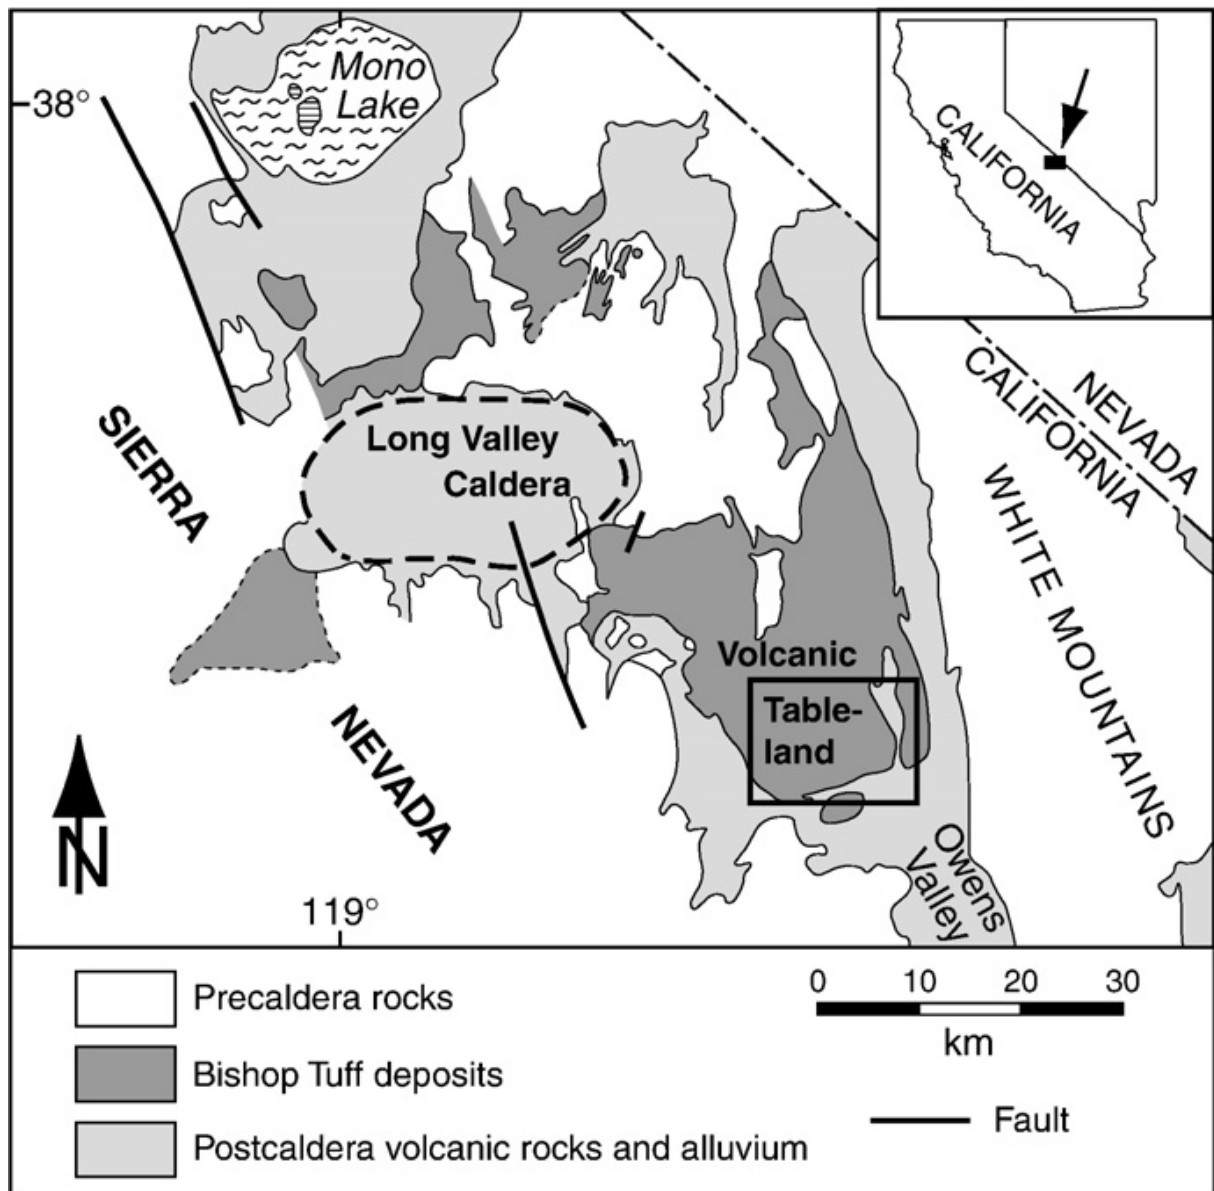 Mono
Lake
38°
CALIFORNIA
NEVADA
CALIFORNIA
SIERRA
NEVADA
Long Valley
Caldera
WHITE MOUNTAINS
Volcanic
Table-
land
Owens
Valley
N
119°
Precaldera rocks
Bishop Tuff deposits
Postcaldera volcanic rocks and alluvium
0 10 20 30
km
Fault